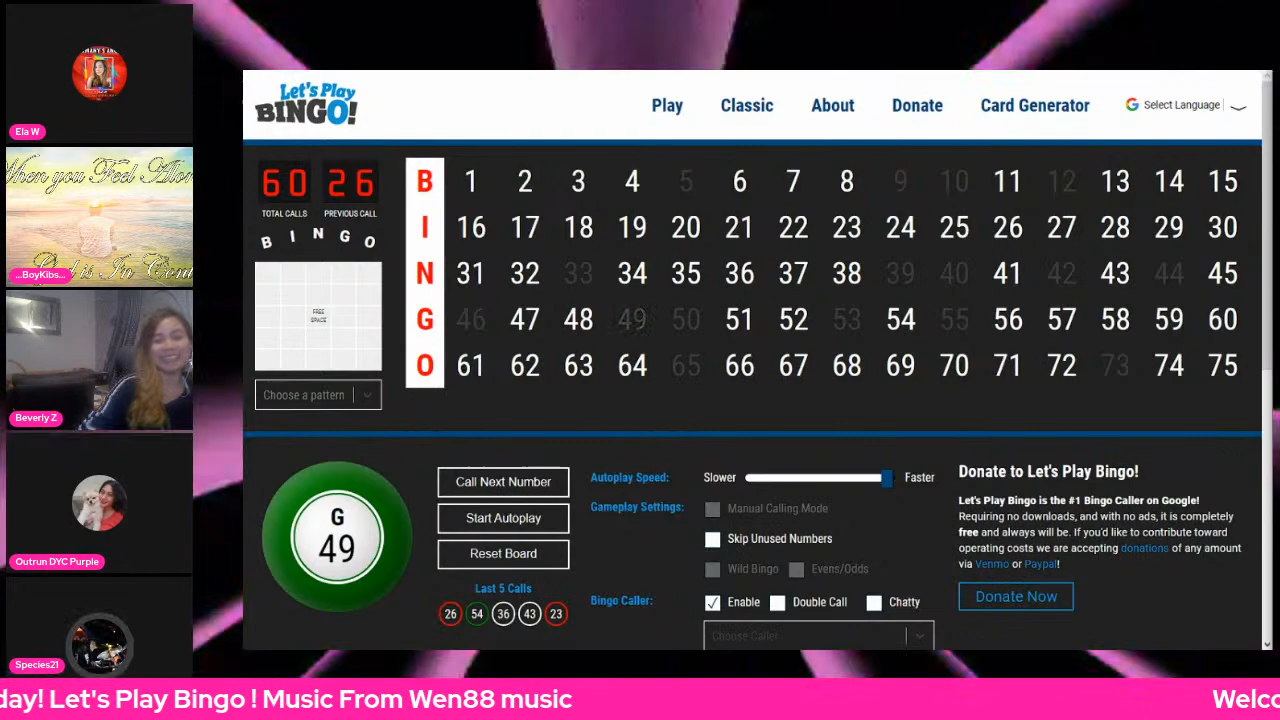 Ela W
When you Feel Alon
...BoyKibs...
is In Cont
Beverly Z
Outrun DYC Purple
Species21
Let's Play
BINGO!
Play
Classic
About
Donate
Card Generator
G Select Language
60 26
TOTAL CALLS PREVIOUS CALL
B I N G O
FREE
SPACE
Choose a pattern
B 1 2 3 4 5 6 7 8 9 10 11 12 13 14 15
I 16 17 18 19 20 21 22 23 24 25 26 27 28 29 30
N 31 32 33 34 35 36 37 38 39 40 41 42 43 44 45
G 46 47 48 49 50 51 52 53 54 55 56 57 58 59 60
O 61 62 63 64 65 66 67 68 69 70 71 72 73 74 75
G
49
Call Next Number
Start Autoplay
Reset Board
Last 5 Calls
26 54 36 43 23
Autoplay Speed: Slower Faster
Gameplay Settings: Manual Calling Mode
Skip Unused Numbers
Wild Bingo Evens/Odds
Bingo Caller: Enable Double Call Chatty
Choose Caller
Donate to Let's Play Bingo!
Let's Play Bingo is the #1 Bingo Caller on Google!
Requiring no downloads, and with no ads, it is completely
free and always will be. If you'd like to contribute toward
operating costs we are accepting donations of any amount
via Venmo or Paypal!
Donate Now
day! Let's Play Bingo ! Music From Wen88 music
Welco